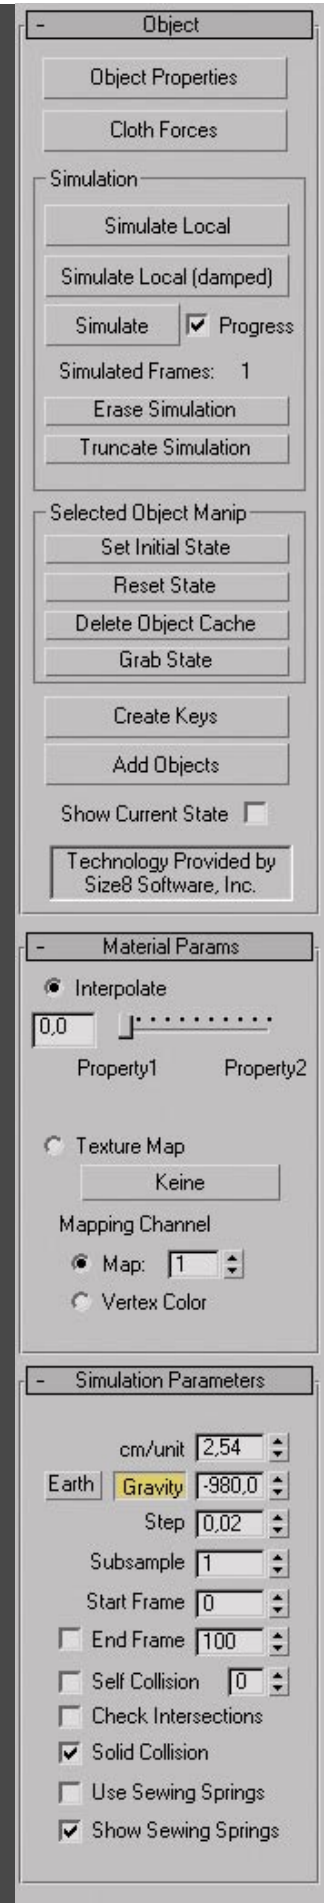 - Object
Object Properties
Cloth Forces
Simulation
Simulate Local
Simulate Local (damped)
Simulate Progress
Simulated Frames: 1
Erase Simulation
Truncate Simulation
Selected Object Manip
Set Initial State
Reset State
Delete Object Cache
Grab State
Create Keys
Add Objects
Show Current State
Technology Provided by
Size8 Software, Inc.
- Material Params
Interpolate
0,0
Property1 Property2
Texture Map
Keine
Mapping Channel
Map: 1
Vertex Color
- Simulation Parameters
cm/unit 2,54
Earth Gravity -980,0
Step 0,02
Subsample 1
Start Frame 0
End Frame 100
Self Collision 0
Check Intersections
Solid Collision
Use Sewing Springs
Show Sewing Springs